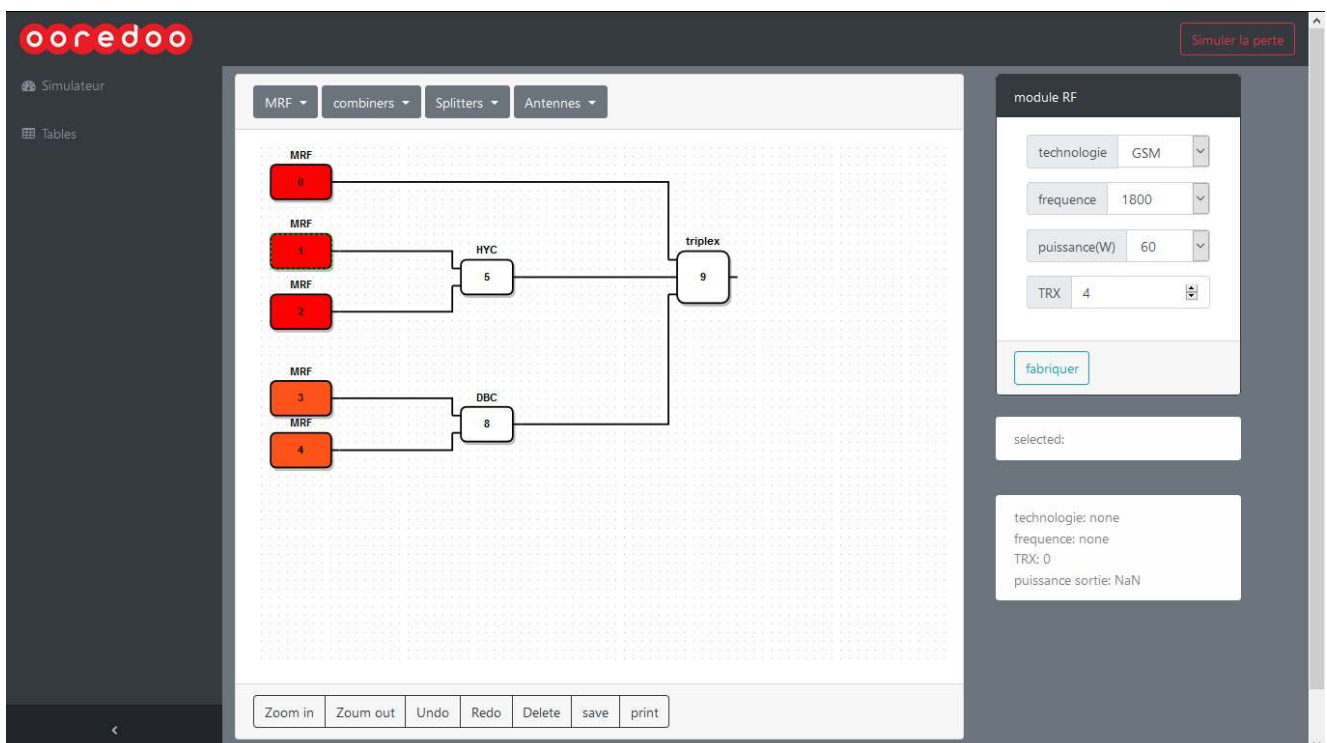 ooredoo
Simuler la perte
Simulateur
Tables
MRF combiners Splitters Antennes
MRF
0
MRF
1
MRF
2
HYC
5
triplex
9
MRF
3
MRF
4
DBC
8
Zoom in Zoum out Undo Redo Delete save print
module RF
technologie GSM
frequence 1800
puissance(W) 60
TRX 4
fabriquer
selected:
technologie: none
frequence: none
TRX: 0
puissance sortie: NaN